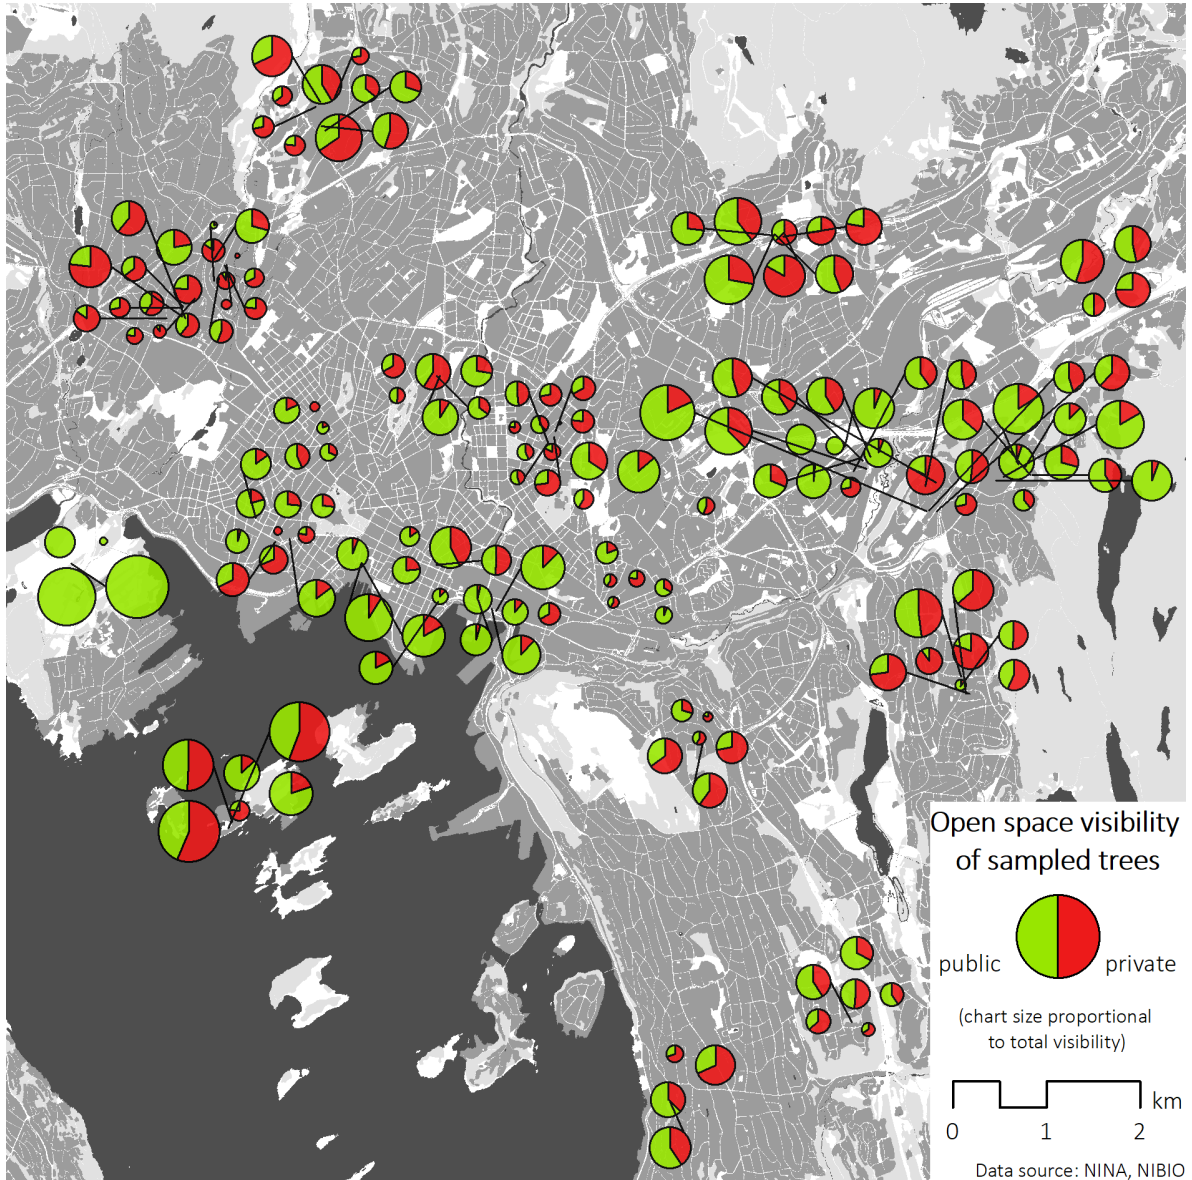 Open space visibility
of sampled trees
public private
(chart size proportional
to total visibility)
km
0 1 2
Data source: NINA, NIBIO